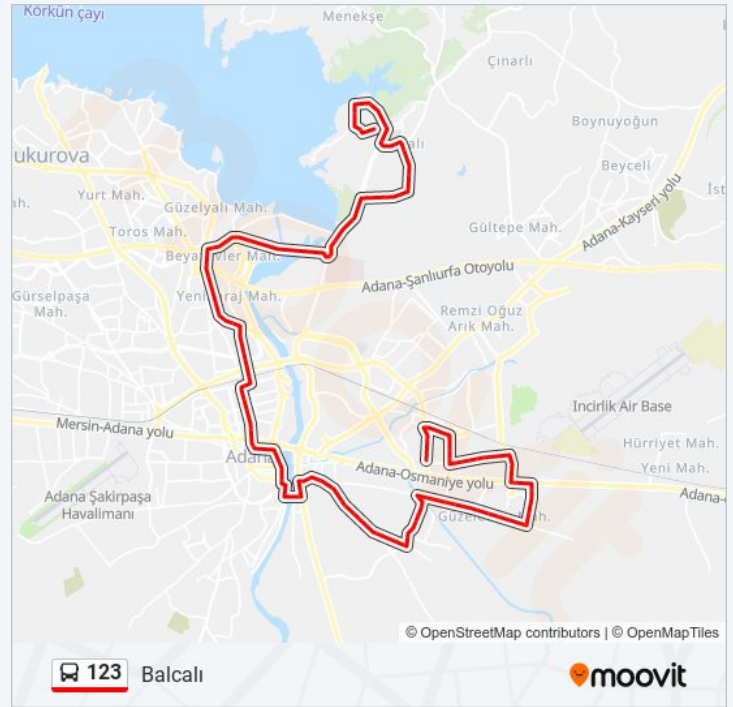 Körkün çayı
Menekşe
Çınarlı
Boynuyoğun
ukurova
Beyceli
Yurt Mah.
Güzelyalı Mah.
Toros Mah.
Gültepe Mah.
Adana-Kayseri yolu
Adana-Şanlıurfa Otoyolu
Gürselpaşa
Mah.
Remzi Oğuz
Arık Mah.
Incirlik Air Base
Mersin-Adana yolu
Hürriyet Mah.
Yeni Mah.
Adana-Osmaniye yolu
Adana Şakirpaşa
Havalimanı
© OpenStreetMap contributors | © OpenMapTiles
123 Balcalı
moovit